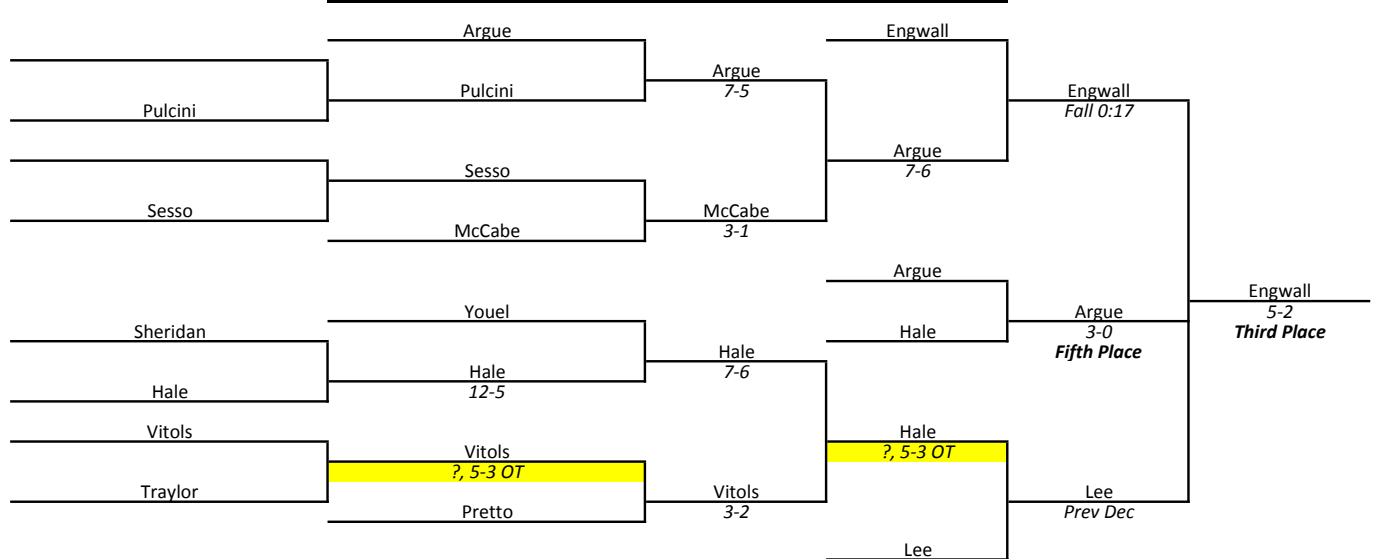 Argue
Engwall
Argue
7-5
Pulcini
Engwall
Fall 0:17
Pulcini
Argue
7-6
Sesso
Sesso
McCabe
3-1
McCabe
Argue
Engwall
5-2
Third Place
Youel
Argue
3-0
Fifth Place
Sheridan
Hale
Hale
7-6
Hale
12-5
Hale
Vitols
Hale
?, 5-3 OT
Vitols
?, 5-3 OT
Traylor
Vitols
3-2
Lee
Prev Dec
Pretto
Lee